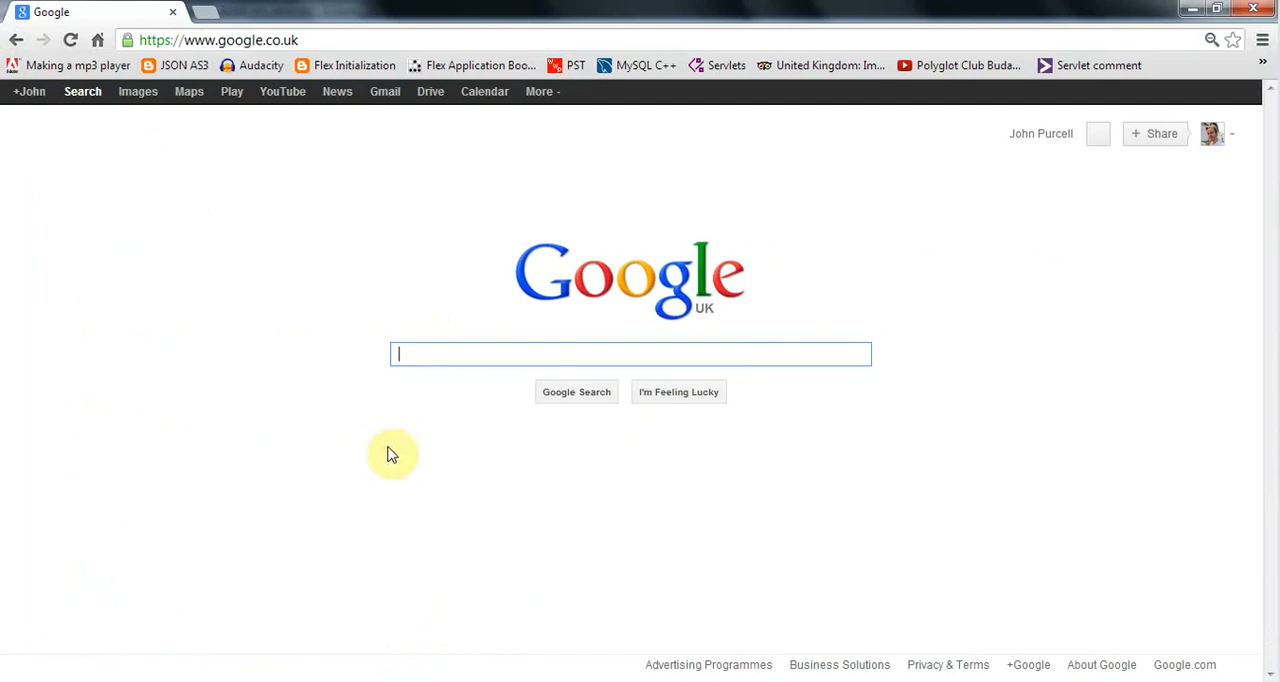 Google
https://www.google.co.uk
Making a mp3 player JSON AS3 Audacity Flex Initialization Flex Application Boo... PST MySQL C++ Servlets United Kingdom: Im... Polyglot Club Buda... Servlet comment »
+John Search Images Maps Play YouTube News Gmail Drive Calendar More
John Purcell + Share
Google
UK
Google Search I'm Feeling Lucky
Advertising Programmes Business Solutions Privacy & Terms +Google About Google Google.com